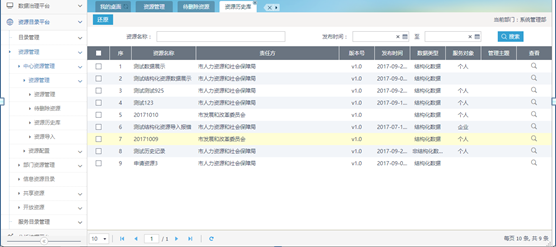 数据治理平台
我的桌面
资源管理
待删除资源
资源历史库
资源目录平台
还原
当前部门：系统管理部
目录管理
资源名称：
发布时间：
至
搜索
资源管理
序 资源名称 责任方 版本号 发布时间 数据类型 服务对象 管理主题 查看
中心资源管理
资源管理
资源管理
待删除资源
资源历史库
资源导入
资源配置
部门资源管理
信息资源目录
共享资源
开放资源
服务目录管理
1 测试数据展示 市人力资源和社会保障局 v1.0 2017-09-2... 结构化数据 个人
2 测试结构化资源数据展示 市人力资源和社会保障局 v1.0 2017-09-0... 结构化数据
3 测试测试925 市人力资源和社会保障局 v1.0 2017-09-2... 结构化数据 个人
4 测试123 市人力资源和社会保障局 v1.0 2017-09-1... 结构化数据 个人
5 20171010 市发展和改革委员会 v1.0 结构化数据
6 测试结构化资源导入报错 市人力资源和社会保障局 v1.0 2017-07-1... 结构化数据 企业
7 20171009 市发展和改革委员会 v1.0 结构化数据 个人
8 测试历史记录 市人力资源和社会保障局 v1.0 2017-09-2... 非结构化数... 个人
9 申请资源3 市人力资源和社会保障局 v1.0 2017-09-0... 结构化数据
10 1 / 1
每页 10 条, 共 9 条